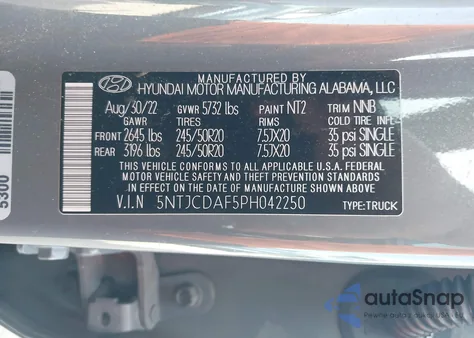 MANUFACTURED BY
HYUNDAI MOTOR MANUFACTURING ALABAMA, LLC
Aug/30/22 GVWR 5732 lbs PAINT NT2 TRIM NNB
GAWR TIRES RIMS COLD TIRE INFL.
FRONT 2645 lbs 245/50R20 7.5JX20 35 psi SINGLE
REAR 3196 lbs 245/50R20 7.5JX20 35 psi SINGLE
THIS VEHICLE CONFORMS TO ALL APPLICABLE U.S.A. FEDERAL
MOTOR VEHICLE SAFETY AND BUMPER AND THEFT PREVENTION
STANDARDS IN EFFECT ON THE DATE OF MANUFACTURE SHOWN ABOVE.
V.I.N 5NTJCDAF5PH042250 TYPE:TRUCK
5300
autoSnap